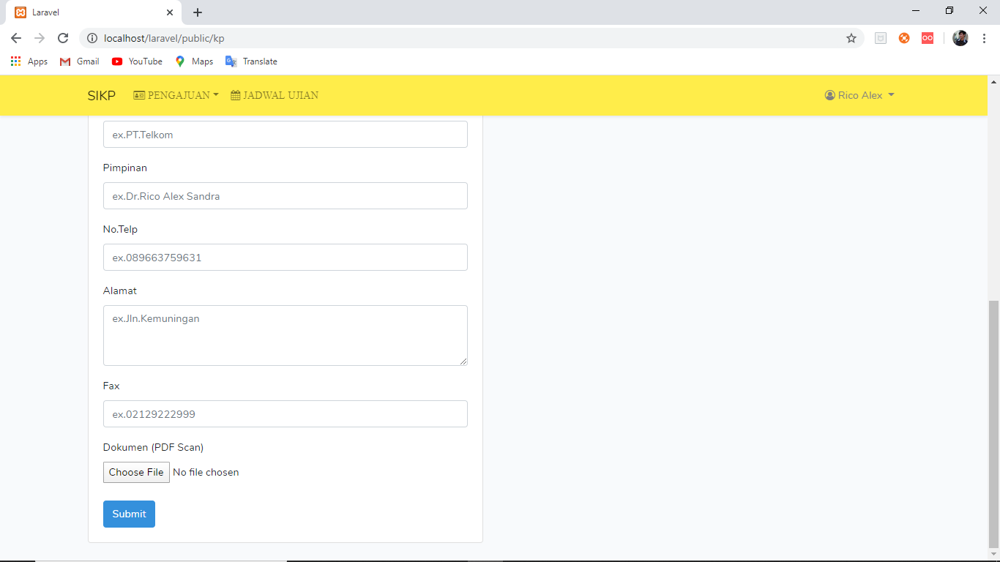 Laravel
localhost/laravel/public/kp
Apps Gmail YouTube Maps Translate
SIKP PENGAJUAN JADWAL UJIAN Rico Alex
ex.PT.Telkom
Pimpinan
ex.Dr.Rico Alex Sandra
No.Telp
ex.089663759631
Alamat
ex.Jln.Kemuningan
Fax
ex.02129222999
Dokumen (PDF Scan)
Choose File No file chosen
Submit